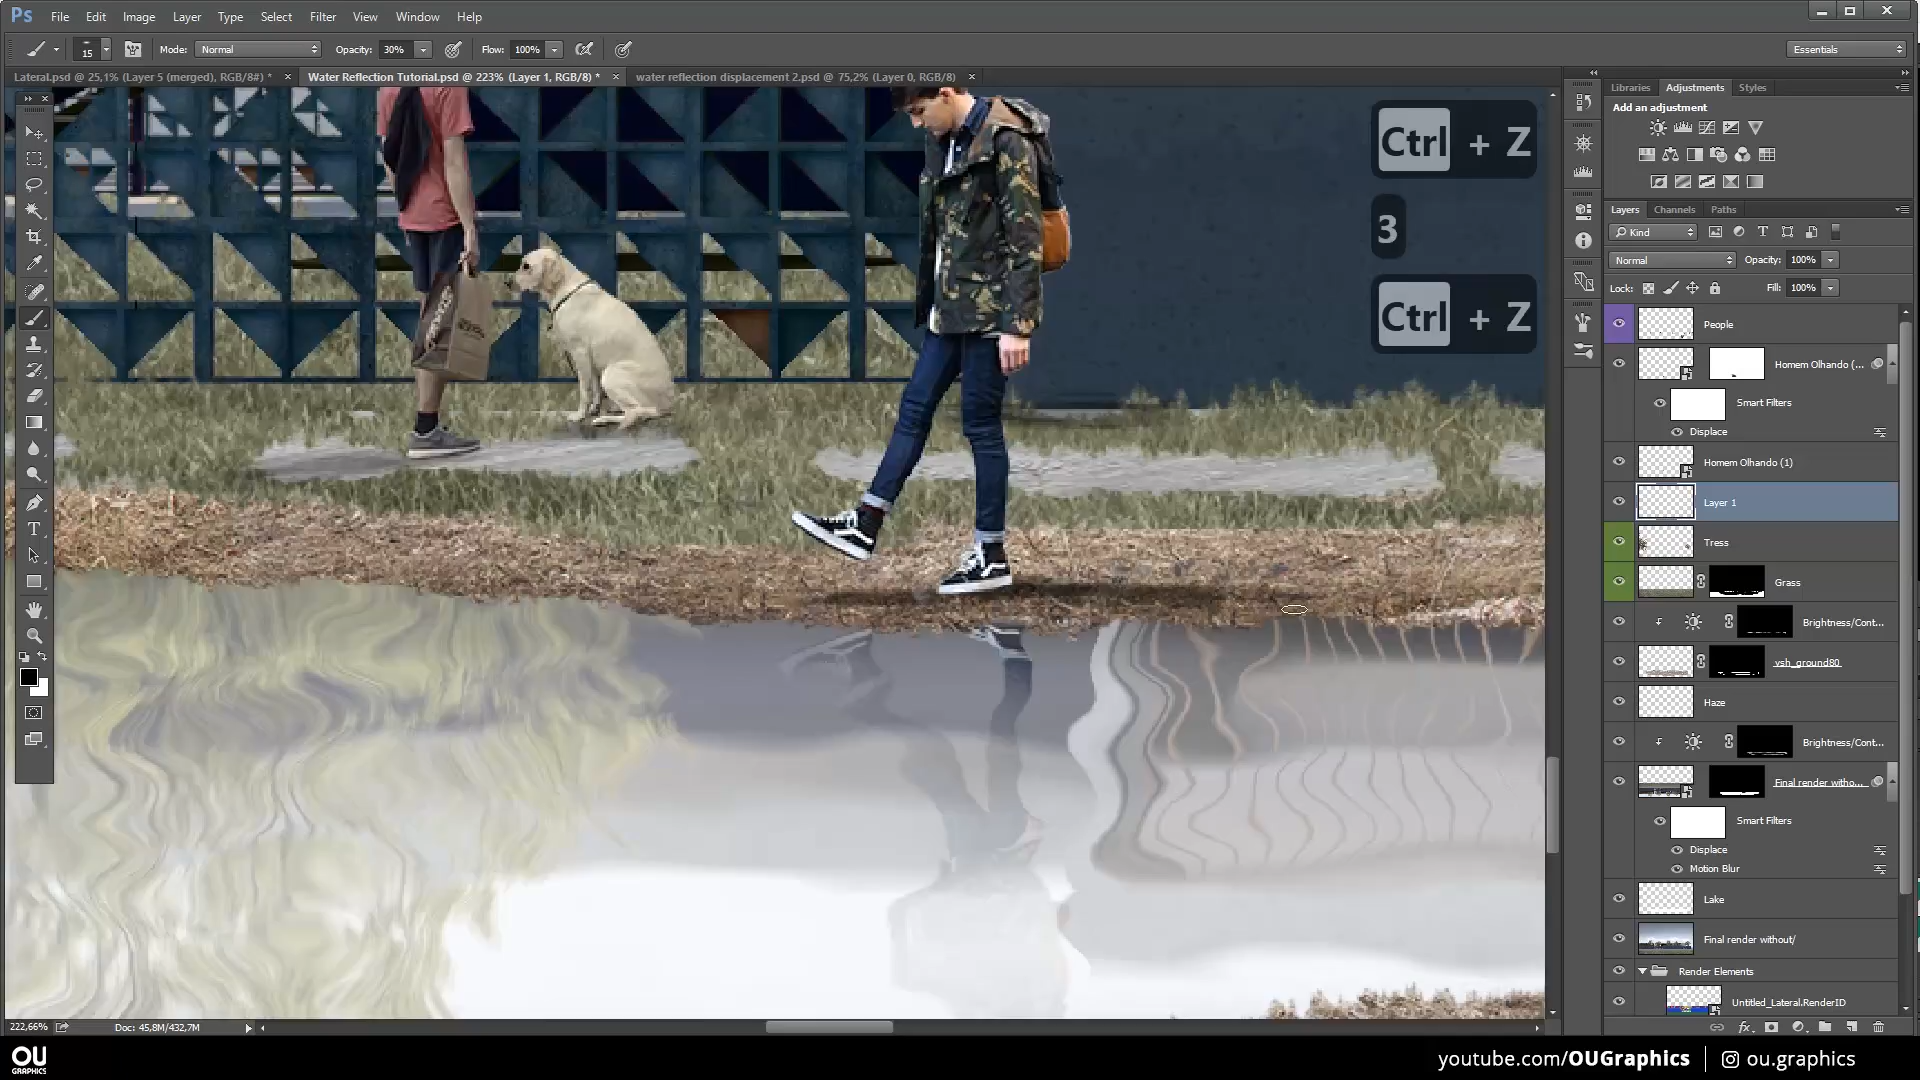 Ps File Edit Image Layer Type Select Filter View Window Help
15 Mode: Normal Opacity: 30% Flow: 100% Essentials
Lateral.psd @ 25,1% (Layer 5 (merged), RGB/8#) * × Water Reflection Tutorial.psd @ 223% (Layer 1, RGB/8) * × water reflection displacement 2.psd @ 75,2% (Layer 0, RGB/8) ×
Libraries Adjustments Styles
Add an adjustment
Ctrl + Z
3
Ctrl + Z
Layers Channels Paths
Kind
Normal Opacity: 100%
Lock: Fill: 100%
People
Homem Olhando (...
Smart Filters
Displace
Homem Olhando (1)
Layer 1
Tress
Grass
Brightness/Cont...
vsh_ground80
Haze
Brightness/Cont...
Final render witho...
Smart Filters
Displace
Motion Blur
Lake
Final render without/
Render Elements
Untitled_Lateral.RenderID
222,66% Doc: 45,8M/432,7M
OU
GRAPHICS
youtube.com/OUGraphics ou.graphics